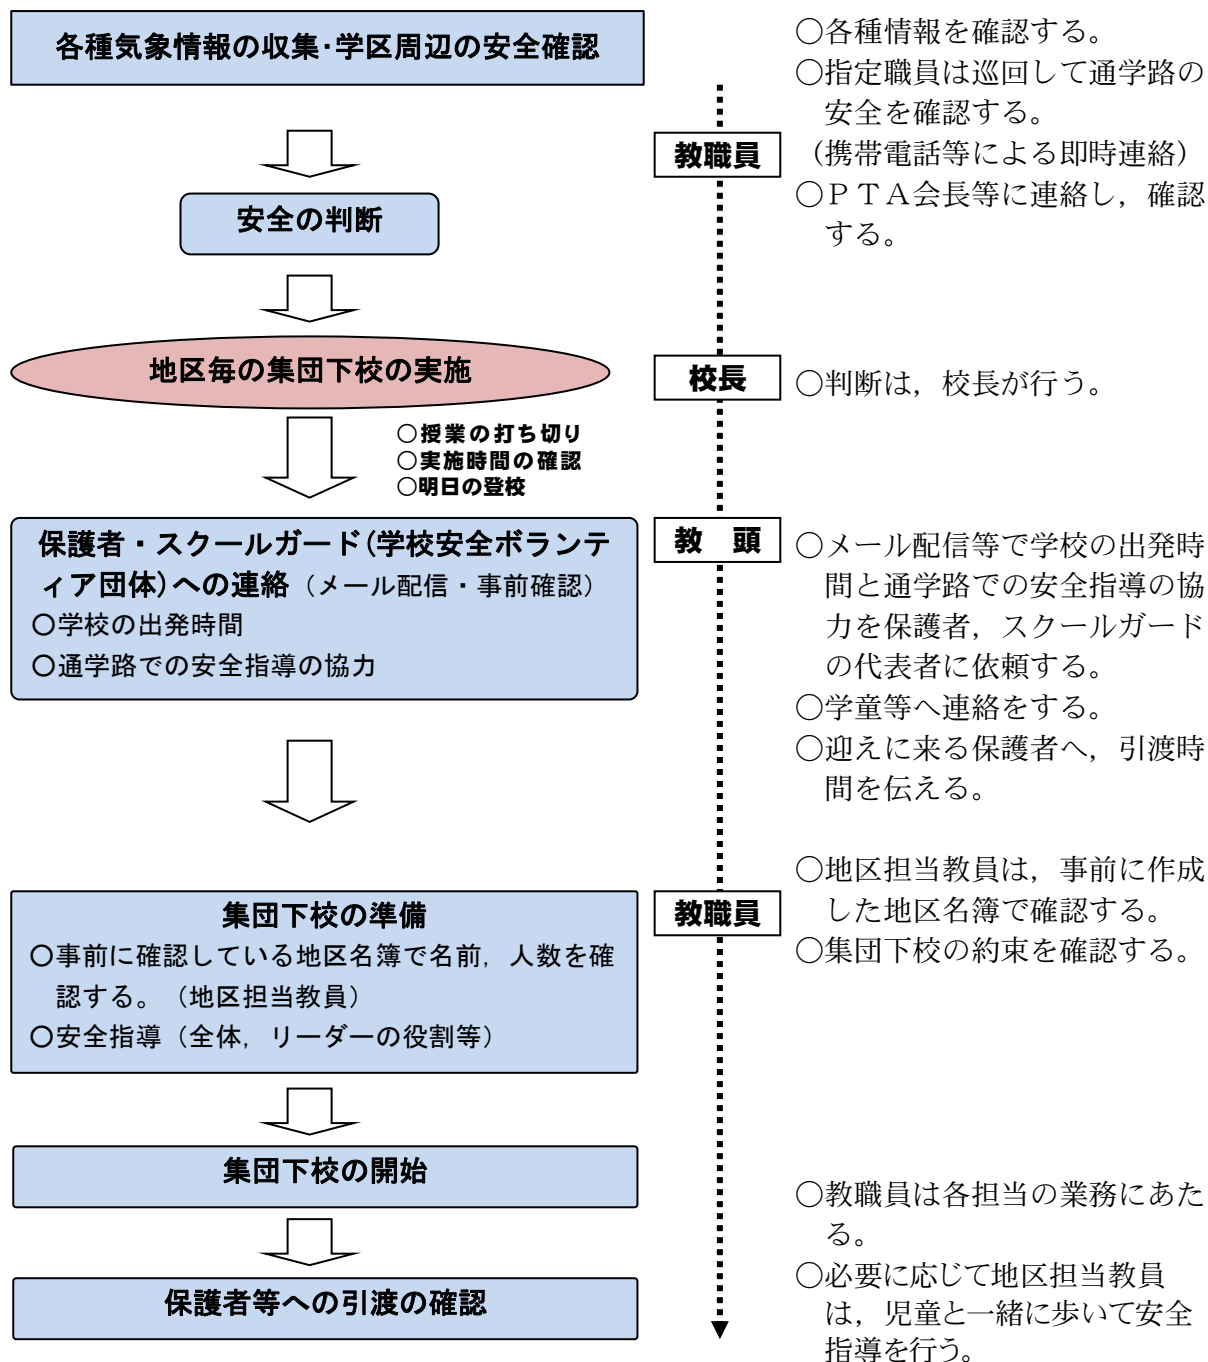 各種気象情報の収集・学区周辺の安全確認
安全の判断
地区毎の集団下校の実施
○授業の打ち切り
○実施時間の確認
○明日の登校
保護者・スクールガード(学校安全ボランテ
ィア団体)への連絡（メール配信・事前確認）
○学校の出発時間
○通学路での安全指導の協力
集団下校の準備
○事前に確認している地区名簿で名前，人数を確
認する。（地区担当教員）
○安全指導（全体，リーダーの役割等）
集団下校の開始
保護者等への引渡の確認
教職員
校長
教　頭
教職員
○各種情報を確認する。
○指定職員は巡回して通学路の
安全を確認する。
（携帯電話等による即時連絡）
○ＰＴＡ会長等に連絡し，確認
する。
○判断は，校長が行う。
○メール配信等で学校の出発時
間と通学路での安全指導の協
力を保護者，スクールガード
の代表者に依頼する。
○学童等へ連絡をする。
○迎えに来る保護者へ，引渡時
間を伝える。
○地区担当教員は，事前に作成
した地区名簿で確認する。
○集団下校の約束を確認する。
○教職員は各担当の業務にあた
る。
○必要に応じて地区担当教員
は，児童と一緒に歩いて安全
指導を行う。